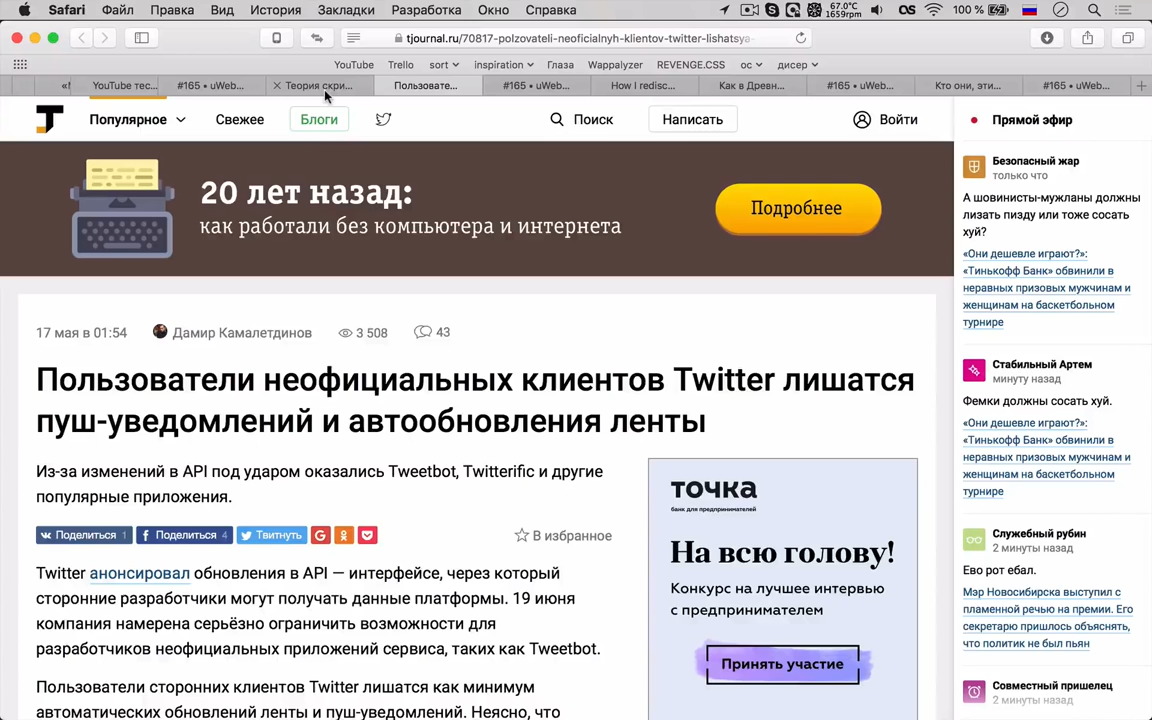 Safari Файл Правка Вид История Закладки Разработка Окно Справка 67.0°C 1659rpm 100 %
tjournal.ru/70817-polzovateli-neoficialnyh-klientov-twitter-lishatsya-
YouTube Trello sort inspiration Глаза Wappalyzer REVENGE.CSS ос дисер
«! YouTube тес... #165 • uWeb... Теория скри... Пользовате... #165 • uWeb... How I redisc... Как в Древн... #165 • uWeb... Кто они, эти... #165 • uWeb...
Популярное Свежее Блоги Поиск Написать Войти
20 лет назад:
как работали без компьютера и интернета
Подробнее
17 мая в 01:54 Дамир Камалетдинов 3 508 43
Пользователи неофициальных клиентов Twitter лишатся
пуш-уведомлений и автообновления ленты
Из-за изменений в API под ударом оказались Tweetbot, Twitterific и другие
популярные приложения.
Поделиться 1 Поделиться 4 Твитнуть В избранное
Twitter анонсировал обновления в API — интерфейсе, через который
сторонние разработчики могут получать данные платформы. 19 июня
компания намерена серьёзно ограничить возможности для
разработчиков неофициальных приложений сервиса, таких как Tweetbot.
Пользователи сторонних клиентов Twitter лишатся как минимум
автоматических обновлений ленты и пуш-уведомлений. Неясно, что
точка
банк для предпринимателей
На всю голову!
Конкурс на лучшее интервью
с предпринимателем
Принять участие
Прямой эфир
Безопасный жар
только что
А шовинисты-мужланы должны
лизать пизду или тоже сосать
хуй?
«Они дешевле играют?»:
«Тинькофф Банк» обвинили в
неравных призовых мужчинам и
женщинам на баскетбольном
турнире
Стабильный Артем
минуту назад
Фемки должны сосать хуй.
«Они дешевле играют?»:
«Тинькофф Банк» обвинили в
неравных призовых мужчинам и
женщинам на баскетбольном
турнире
Служебный рубин
2 минуты назад
Ево рот ебал.
Мэр Новосибирска выступил с
пламенной речью на премии. Его
секретарю пришлось объяснять,
что политик не был пьян
Совместный пришелец
2 минуты назад